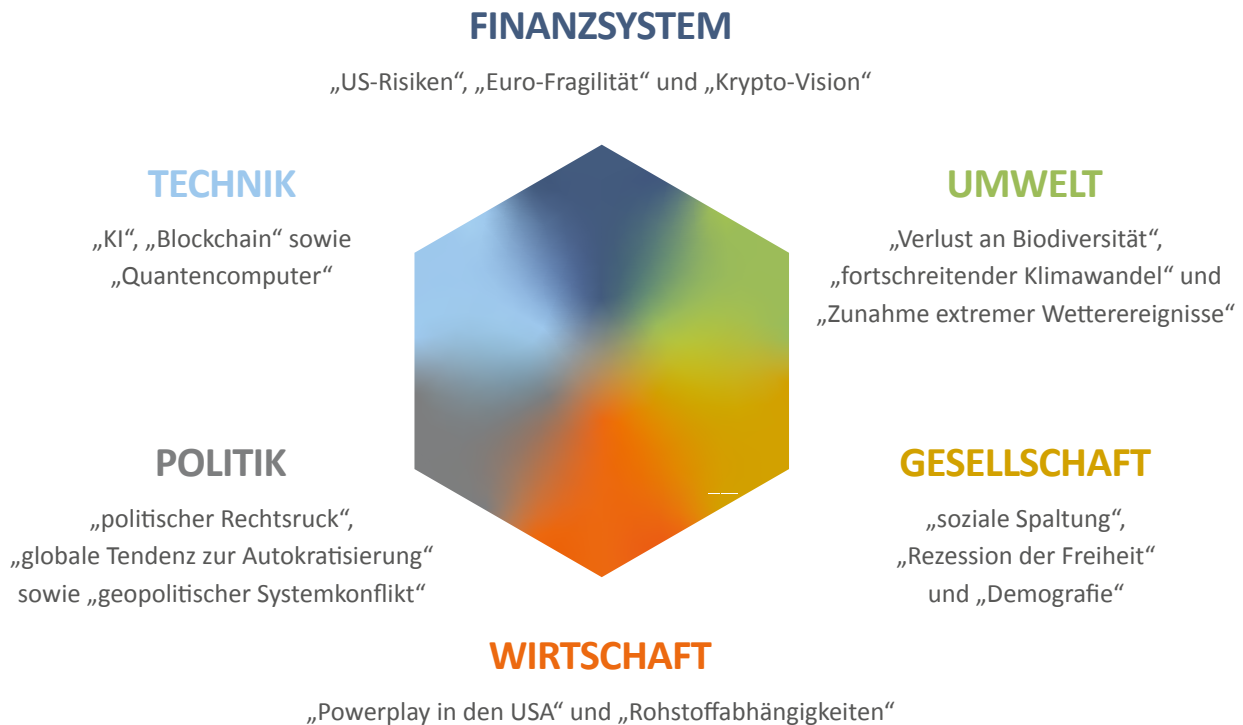 FINANZSYSTEM
„US-Risiken“, „Euro-Fragilität“ und „Krypto-Vision“
TECHNIK
„KI“, „Blockchain“ sowie
„Quantencomputer“
UMWELT
„Verlust an Biodiversität“,
„fortschreitender Klimawandel“ und
„Zunahme extremer Wetterereignisse“
POLITIK
„politischer Rechtsruck“,
„globale Tendenz zur Autokratisierung“
sowie „geopolitischer Systemkonflikt“
GESELLSCHAFT
„soziale Spaltung“,
„Rezession der Freiheit“
und „Demografie“
WIRTSCHAFT
„Powerplay in den USA“ und „Rohstoffabhängigkeiten“